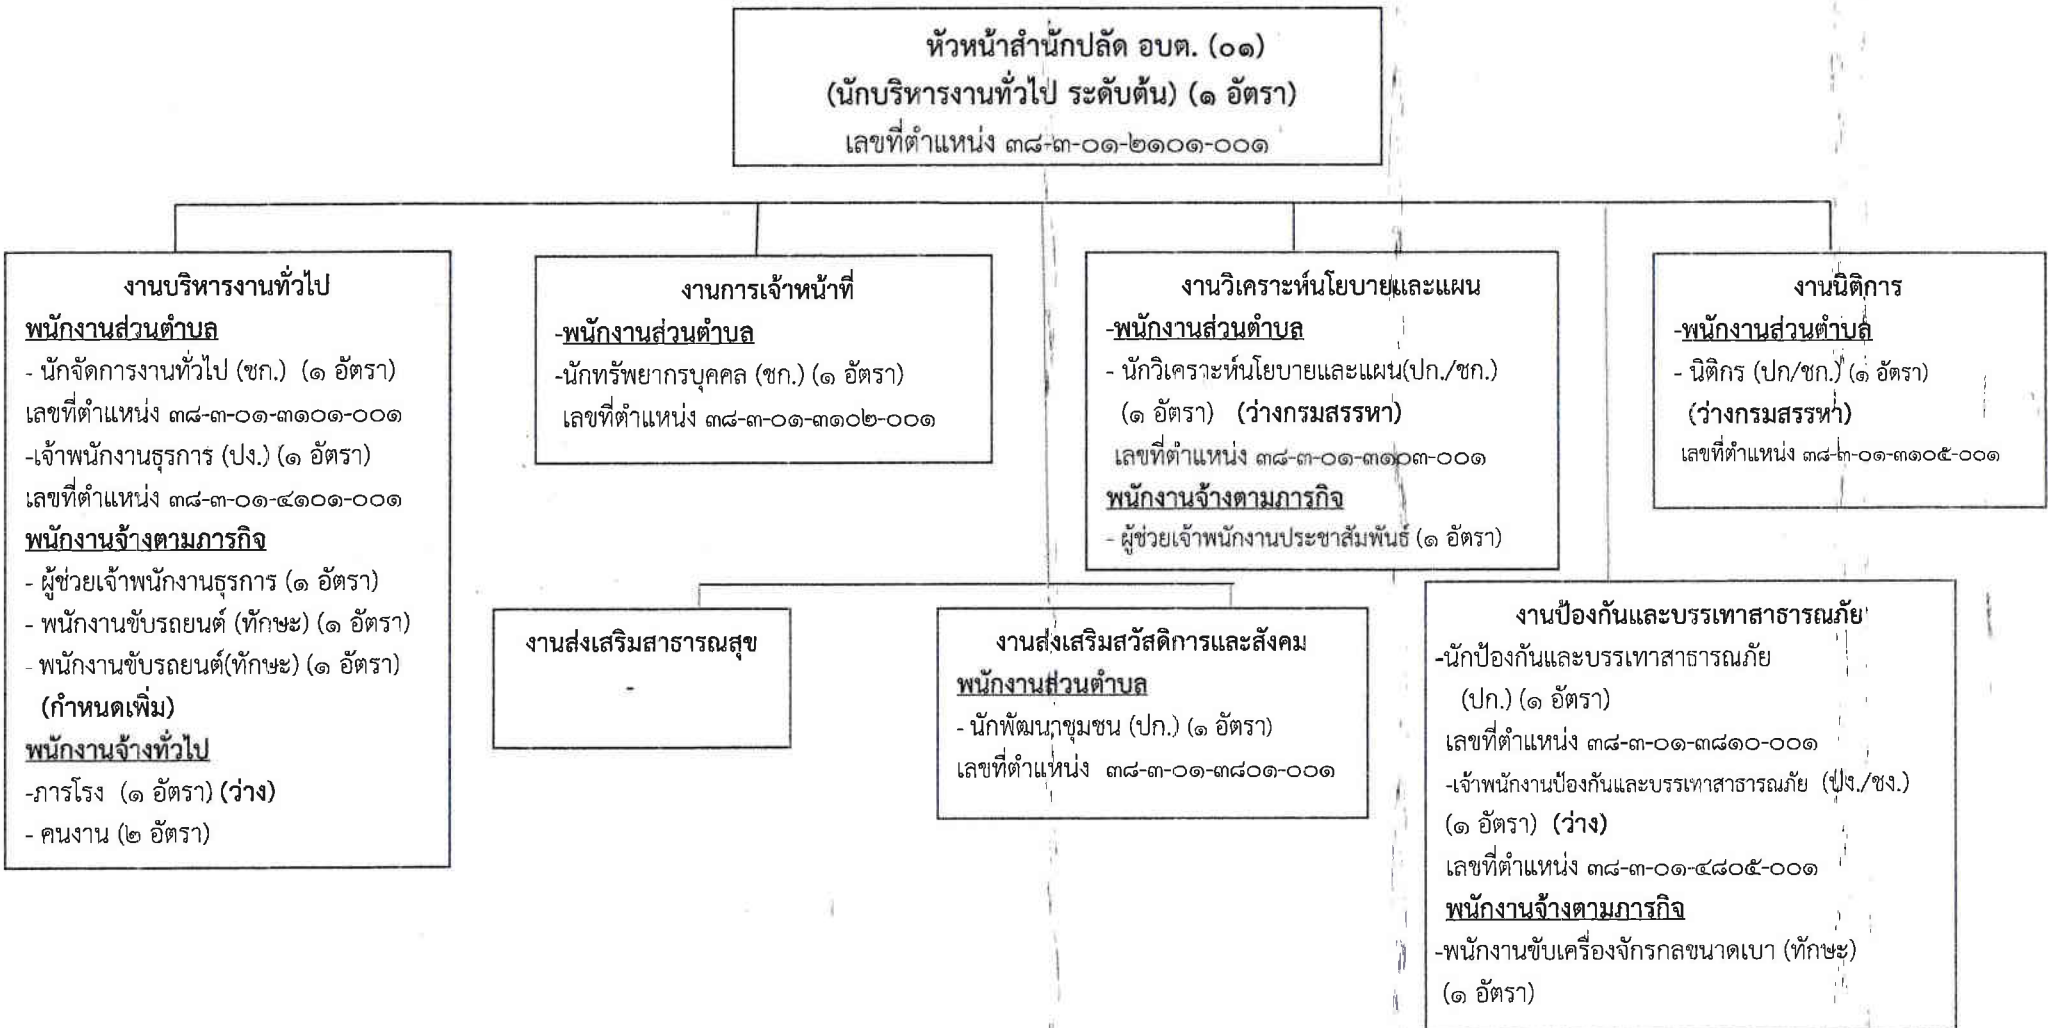 หัวหน้าสำนักปลัด อบต. (๐๑)
(นักบริหารงานทั่วไป ระดับต้น) (๑ อัตรา)
เลขที่ตำแหน่ง ๓๘-๓-๐๑-๒๑๐๑-๐๐๑
งานบริหารงานทั่วไป
พนักงานส่วนตำบล
- นักจัดการงานทั่วไป (ชก.) (๑ อัตรา)
เลขที่ตำแหน่ง ๓๘-๓-๐๑-๓๑๐๑-๐๐๑
-เจ้าพนักงานธุรการ (ปง.) (๑ อัตรา)
เลขที่ตำแหน่ง ๓๘-๓-๐๑-๔๑๐๑-๐๐๑
พนักงานจ้างตามภารกิจ
- ผู้ช่วยเจ้าพนักงานธุรการ (๑ อัตรา)
- พนักงานขับรถยนต์ (ทักษะ) (๑ อัตรา)
- พนักงานขับรถยนต์(ทักษะ) (๑ อัตรา)
(กำหนดเพิ่ม)
พนักงานจ้างทั่วไป
-ภารโรง (๑ อัตรา) (ว่าง)
- คนงาน (๒ อัตรา)
งานการเจ้าหน้าที่
-พนักงานส่วนตำบล
-นักทรัพยากรบุคคล (ชก.) (๑ อัตรา)
เลขที่ตำแหน่ง ๓๘-๓-๐๑-๓๑๐๒-๐๐๑
งานวิเคราะห์นโยบายและแผน
-พนักงานส่วนตำบล
- นักวิเคราะห์นโยบายและแผน(ปก./ชก.)
(๑ อัตรา) (ว่างกรมสรรหา)
เลขที่ตำแหน่ง ๓๘-๓-๐๑-๓๑๐๓-๐๐๑
พนักงานจ้างตามภารกิจ
- ผู้ช่วยเจ้าพนักงานประชาสัมพันธ์ (๑ อัตรา)
งานนิติการ
-พนักงานส่วนตำบล
- นิติกร (ปก/ชก.) (๑ อัตรา)
(ว่างกรมสรรหา)
เลขที่ตำแหน่ง ๓๘-๓-๐๑-๓๑๐๕-๐๐๑
งานส่งเสริมสาธารณสุข
-
งานส่งเสริมสวัสดิการและสังคม
พนักงานส่วนตำบล
- นักพัฒนาชุมชน (ปก.) (๑ อัตรา)
เลขที่ตำแหน่ง ๓๘-๓-๐๑-๓๘๐๑-๐๐๑
งานป้องกันและบรรเทาสาธารณภัย
-นักป้องกันและบรรเทาสาธารณภัย
(ปก.) (๑ อัตรา)
เลขที่ตำแหน่ง ๓๘-๓-๐๑-๓๘๑๐-๐๐๑
-เจ้าพนักงานป้องกันและบรรเทาสาธารณภัย (ปง./ชง.)
(๑ อัตรา) (ว่าง)
เลขที่ตำแหน่ง ๓๘-๓-๐๑-๔๘๐๕-๐๐๑
พนักงานจ้างตามภารกิจ
-พนักงานขับเครื่องจักรกลขนาดเบา (ทักษะ)
(๑ อัตรา)